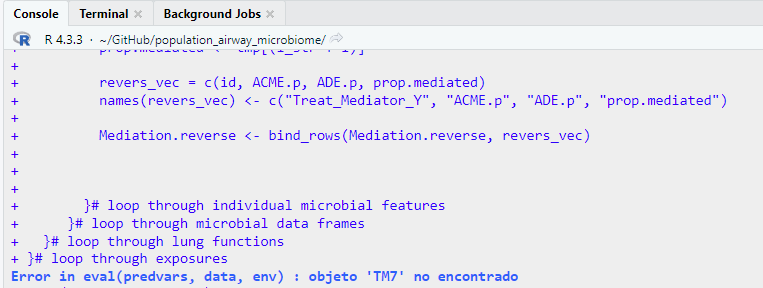 Console Terminal Background Jobs
R R 4.3.3 · ~/GitHub/population_airway_microbiome/
+ prop.mediated <- tmp[(i_str + 1)]
+
+ revers_vec = c(id, ACME.p, ADE.p, prop.mediated)
+ names(revers_vec) <- c("Treat_Mediator_Y", "ACME.p", "ADE.p", "prop.mediated")
+
+ Mediation.reverse <- bind_rows(Mediation.reverse, revers_vec)
+
+
+
+ }# loop through individual microbial features
+ }# loop through microbial data frames
+ }# loop through lung functions
+ }# loop through exposures
Error in eval(predvars, data, env) : objeto 'TM7' no encontrado